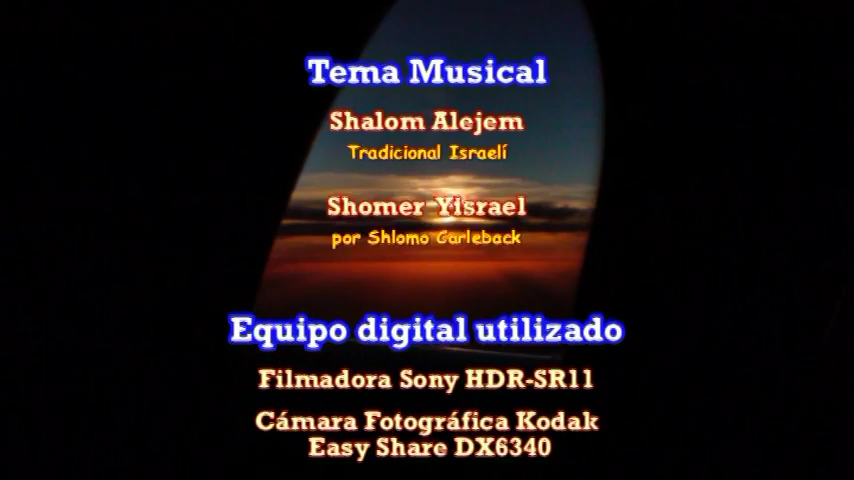 Tema Musical
Shalom Alejem
Tradicional Israelí
Shomer Yisrael
por Shlomo Carleback
Equipo digital utilizado
Filmadora Sony HDR-SR11
Cámara Fotográfica Kodak
Easy Share DX6340